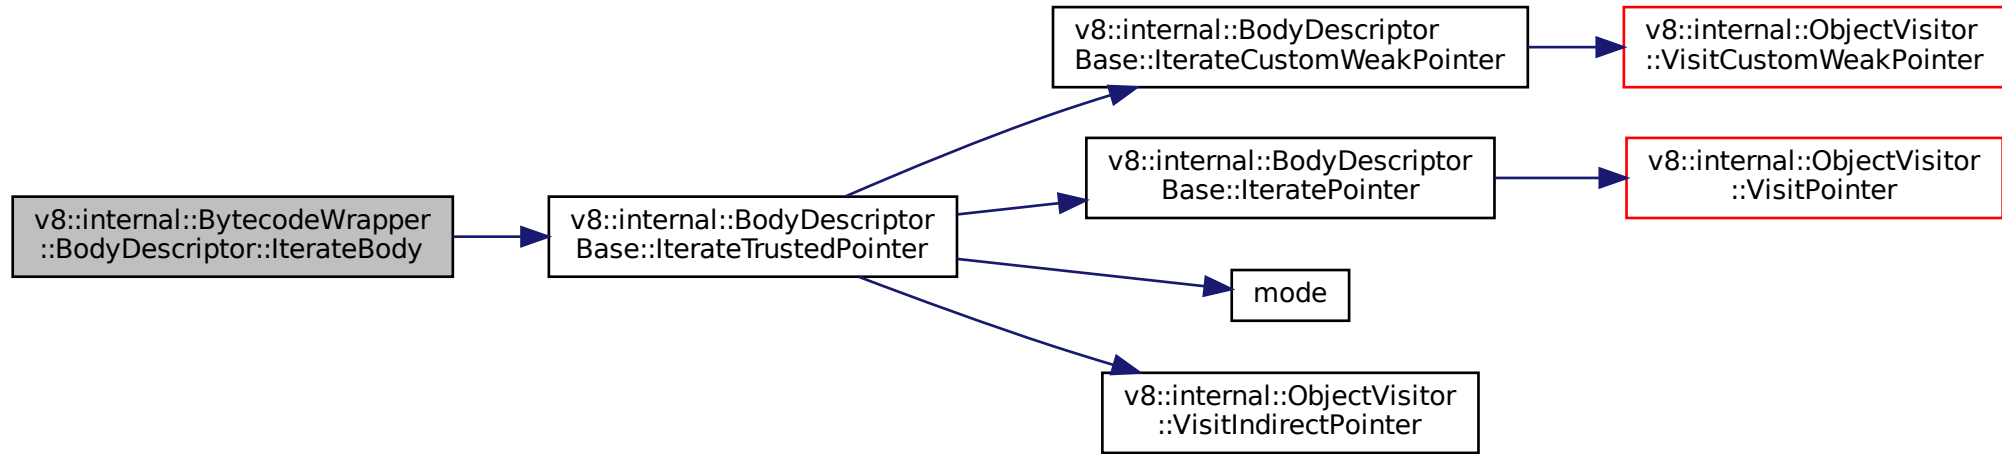 v8::internal::BytecodeWrapper
::BodyDescriptor::IterateBody
v8::internal::BodyDescriptor
Base::IterateTrustedPointer
v8::internal::BodyDescriptor
Base::IterateCustomWeakPointer
v8::internal::ObjectVisitor
::VisitCustomWeakPointer
v8::internal::BodyDescriptor
Base::IteratePointer
v8::internal::ObjectVisitor
::VisitPointer
mode
v8::internal::ObjectVisitor
::VisitIndirectPointer